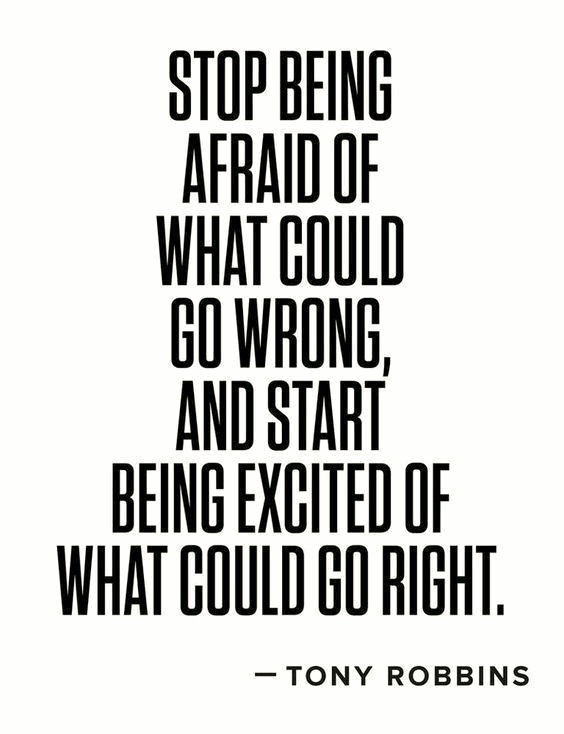 STOP BEING
AFRAID OF
WHAT COULD
GO WRONG,
AND START
BEING EXCITED OF
WHAT COULD GO RIGHT.
— TONY ROBBINS